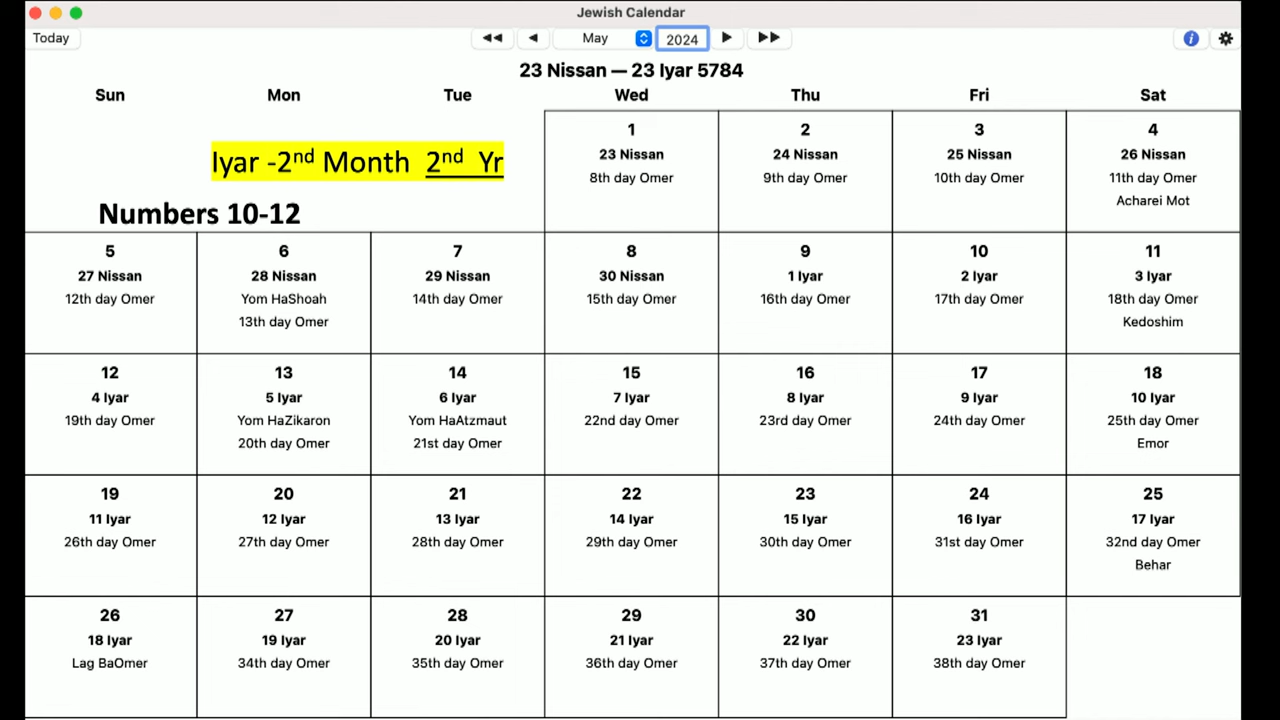 Jewish Calendar
Today
May
2024
23 Nissan — 23 Iyar 5784
Sun Mon Tue Wed Thu Fri Sat
Iyar -2nd Month 2nd Yr
Numbers 10-12
1
23 Nissan
8th day Omer
2
24 Nissan
9th day Omer
3
25 Nissan
10th day Omer
4
26 Nissan
11th day Omer
Acharei Mot
5
27 Nissan
12th day Omer
6
28 Nissan
Yom HaShoah
13th day Omer
7
29 Nissan
14th day Omer
8
30 Nissan
15th day Omer
9
1 Iyar
16th day Omer
10
2 Iyar
17th day Omer
11
3 Iyar
18th day Omer
Kedoshim
12
4 Iyar
19th day Omer
13
5 Iyar
Yom HaZikaron
20th day Omer
14
6 Iyar
Yom HaAtzmaut
21st day Omer
15
7 Iyar
22nd day Omer
16
8 Iyar
23rd day Omer
17
9 Iyar
24th day Omer
18
10 Iyar
25th day Omer
Emor
19
11 Iyar
26th day Omer
20
12 Iyar
27th day Omer
21
13 Iyar
28th day Omer
22
14 Iyar
29th day Omer
23
15 Iyar
30th day Omer
24
16 Iyar
31st day Omer
25
17 Iyar
32nd day Omer
Behar
26
18 Iyar
Lag BaOmer
27
19 Iyar
34th day Omer
28
20 Iyar
35th day Omer
29
21 Iyar
36th day Omer
30
22 Iyar
37th day Omer
31
23 Iyar
38th day Omer